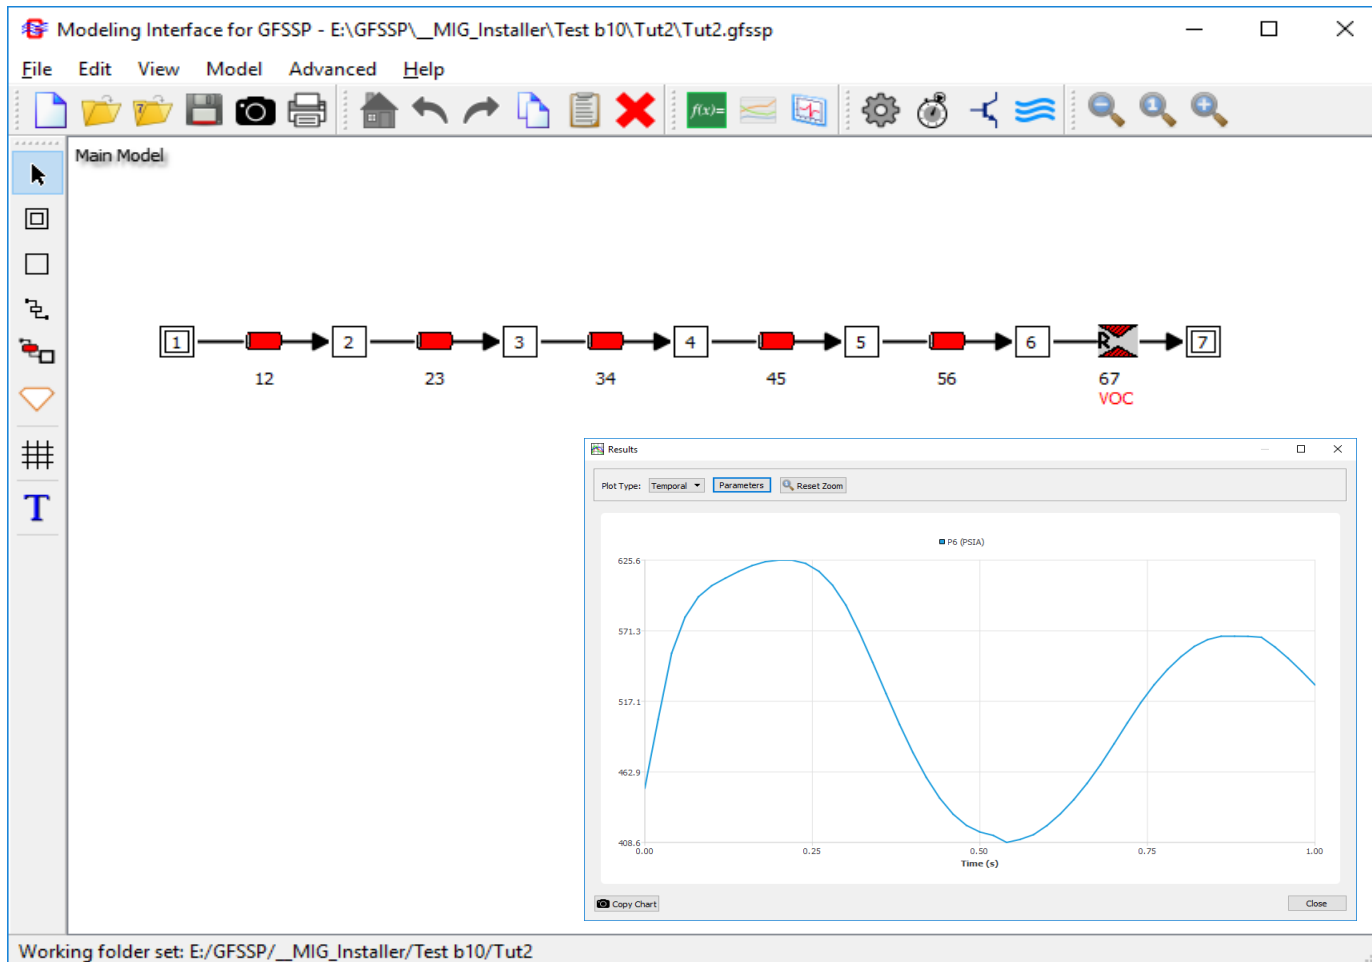 Modeling Interface for GFSSP - E:\GFSSP\__MIG_Installer\Test b10\Tut2\Tut2.gfssp
File Edit View Model Advanced Help
7 f(x)= 1
Main Model
1 2 3 4 5 6 R 7
12 23 34 45 56 67
VOC
T
Results
Plot Type: Temporal Parameters Reset Zoom
P6 (PSIA)
625.6
571.3
517.1
462.9
408.6
0.00 0.25 0.50 0.75 1.00
Time (s)
Copy Chart Close
Working folder set: E:/GFSSP/__MIG_Installer/Test b10/Tut2